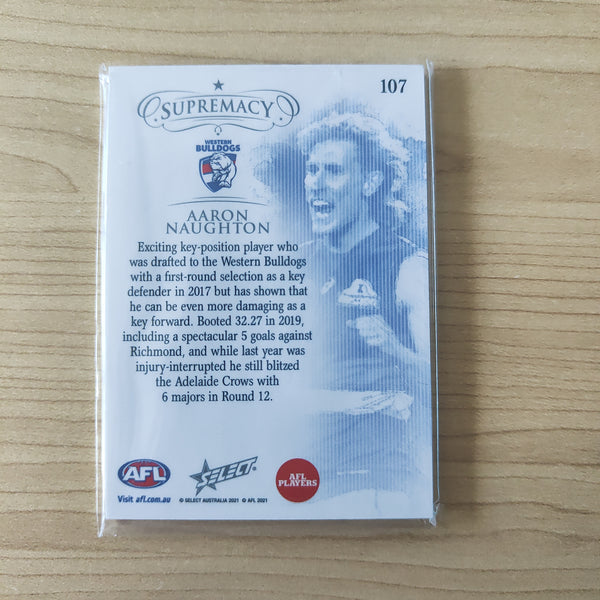 107
SUPREMACY
WESTERN
BULLDOGS
AARON
NAUGHTON
Exciting key-position player who
was drafted to the Western Bulldogs
with a first-round selection as a key
defender in 2017 but has shown that
he can be even more damaging as a
key forward. Booted 32.27 in 2019,
including a spectacular 5 goals against
Richmond, and while last year was
injury-interrupted he still blitzed
the Adelaide Crows with
6 majors in Round 12.
AFL
SELECT
AFL
PLAYERS
Visit afl.com.au
© SELECT AUSTRALIA 2021 © AFL 2021